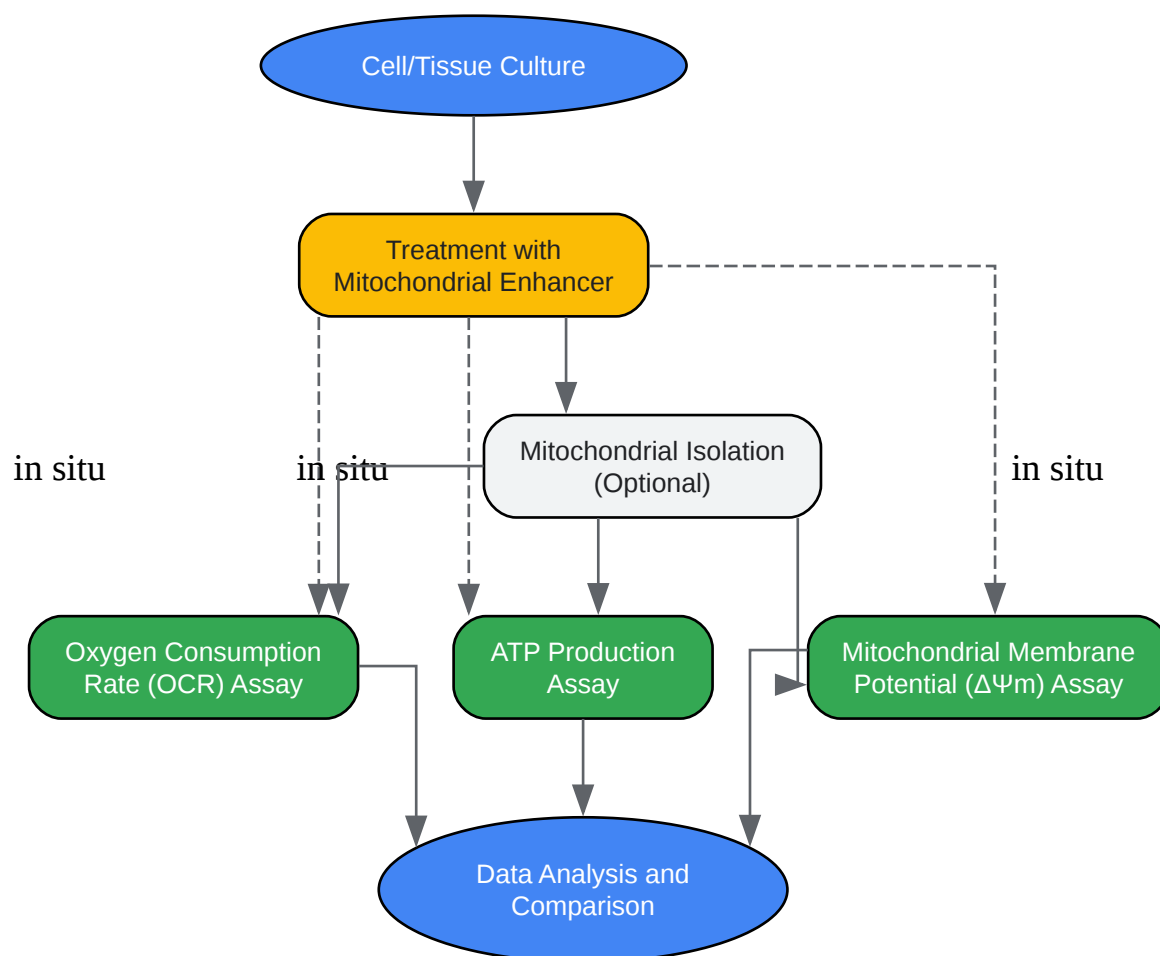 Cell/Tissue Culture
Treatment with
Mitochondrial Enhancer
Mitochondrial Isolation
(Optional)
in situ
in situ
in situ
Oxygen Consumption
Rate (OCR) Assay
ATP Production
Assay
Mitochondrial Membrane
Potential (ΔΨm) Assay
Data Analysis and
Comparison